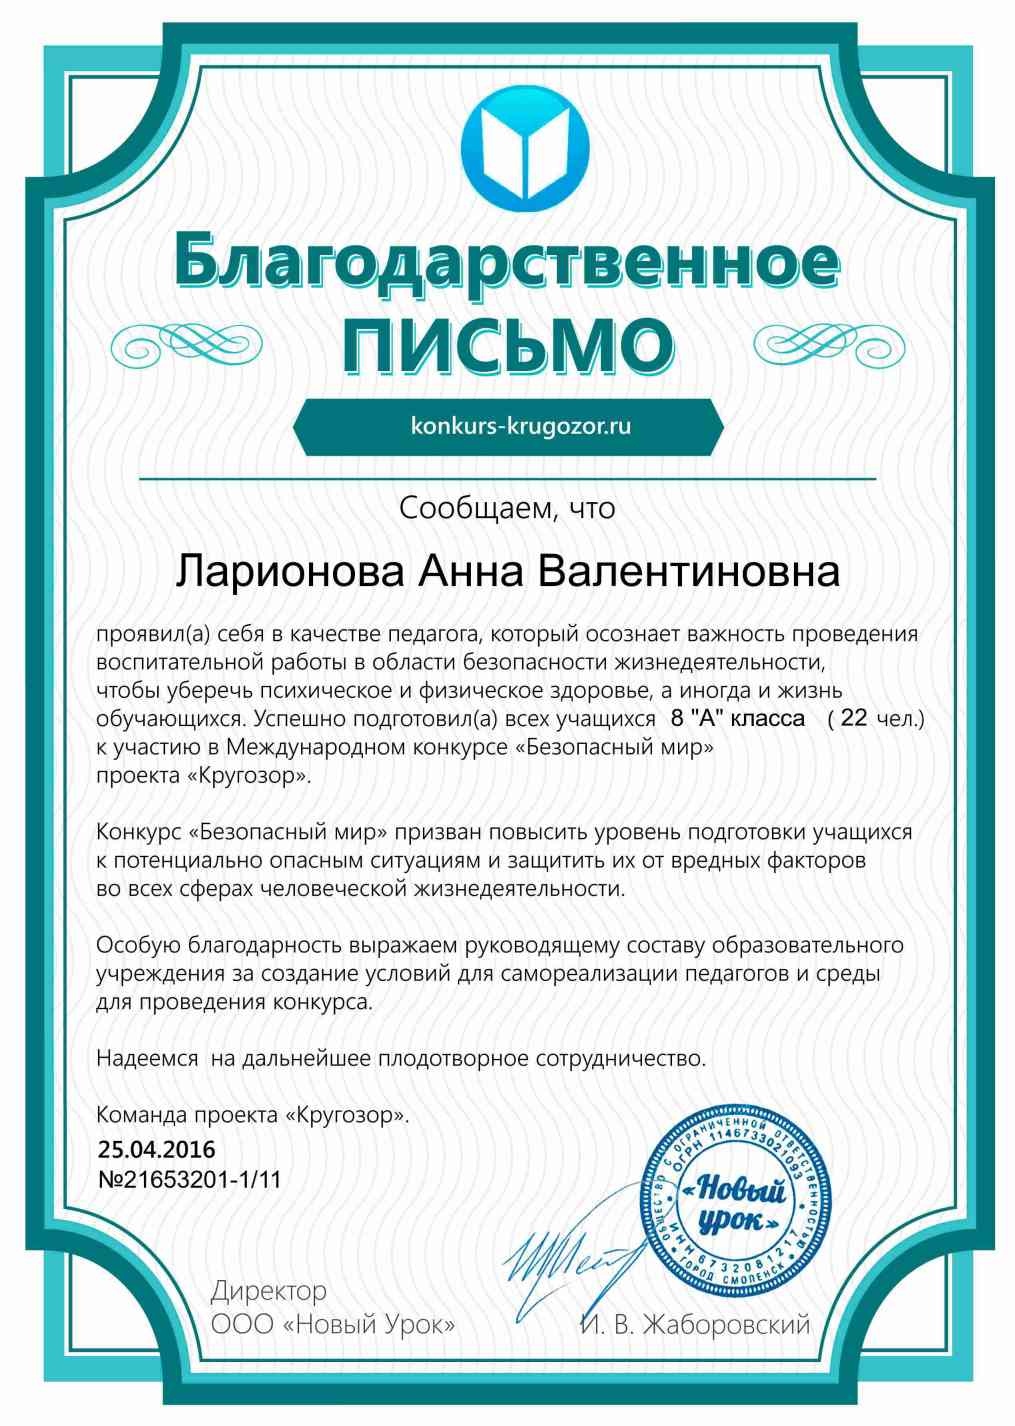 Благодарственное
ПИСЬМО
konkurs-krugozor.ru
Сообщаем, что
Ларионова Анна Валентиновна
проявил(а) себя в качестве педагога, который осознает важность проведения
воспитательной работы в области безопасности жизнедеятельности,
чтобы уберечь психическое и физическое здоровье, а иногда и жизнь
обучающихся. Успешно подготовил(а) всех учащихся 8 "А" класса ( 22 чел.)
к участию в Международном конкурсе «Безопасный мир»
проекта «Кругозор».
Конкурс «Безопасный мир» призван повысить уровень подготовки учащихся
к потенциально опасным ситуациям и защитить их от вредных факторов
во всех сферах человеческой жизнедеятельности.
Особую благодарность выражаем руководящему составу образовательного
учреждения за создание условий для самореализации педагогов и среды
для проведения конкурса.
Надеемся на дальнейшее плодотворное сотрудничество.
Команда проекта «Кругозор».
25.04.2016
№21653201-1/11
ОБЩЕСТВО С ОГРАНИЧЕННОЙ ОТВЕТСТВЕННОСТЬЮ
ОГРН 1146733021093
«Новый
урок»
ИНН 6732081217
ГОРОД СМОЛЕНСК
Директор
ООО «Новый Урок»
И. В. Жаборовский